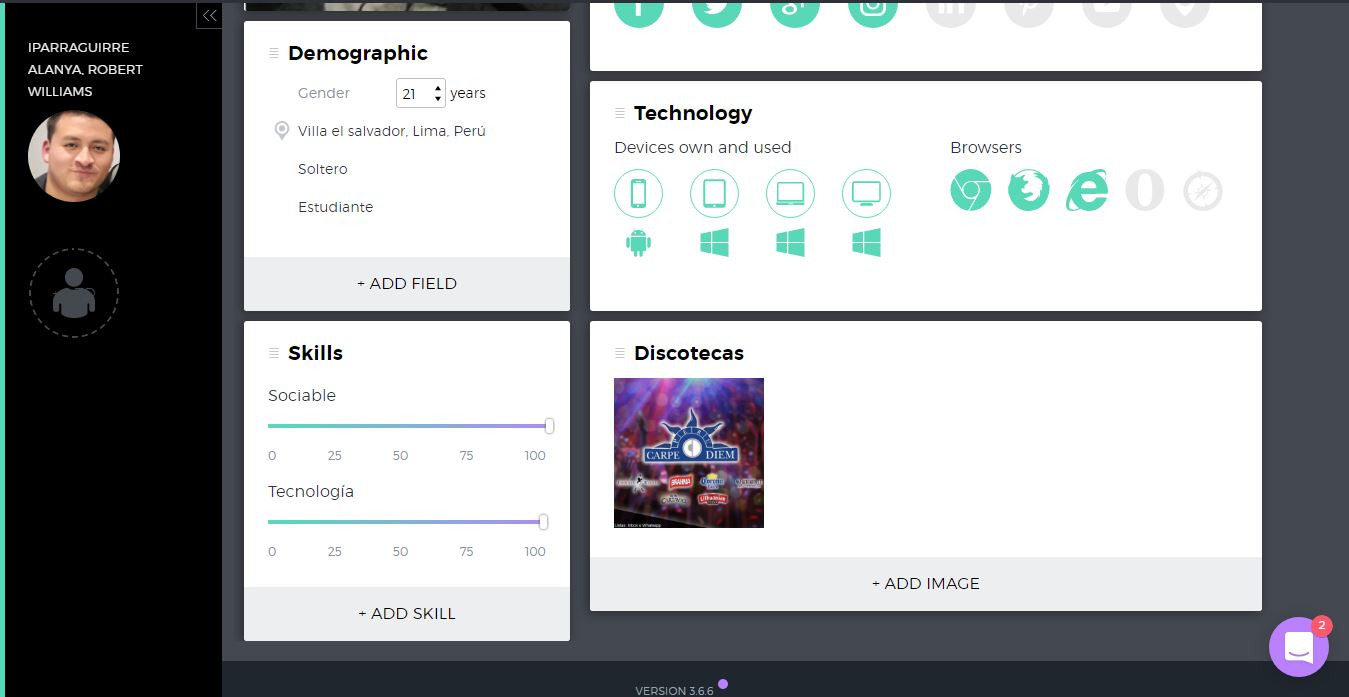 IPARRAGUIRRE
ALANYA, ROBERT
WILLIAMS
Demographic
Gender 21 years
Villa el salvador, Lima, Perú
Soltero
Estudiante
+ ADD FIELD
Skills
Sociable
0 25 50 75 100
Tecnología
0 25 50 75 100
+ ADD SKILL
Technology
Devices own and used
Browsers
Discotecas
CARPE DIEM
BRAHMA
Corona
+ ADD IMAGE
2
VERSION 3.6.6